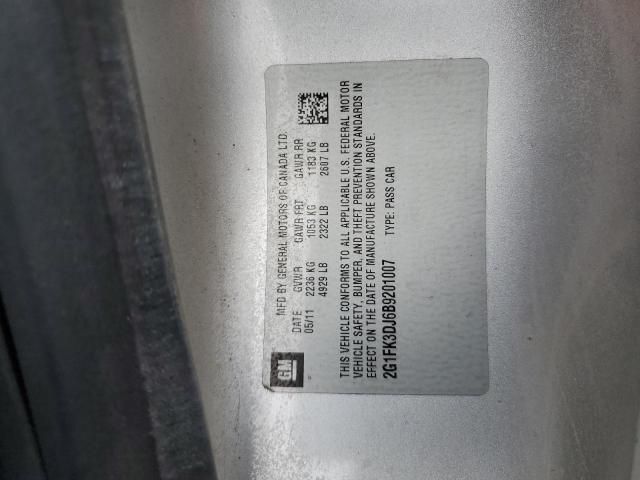 GM
MFD BY GENERAL MOTORS OF CANADA LTD.
DATE GVWR GAWR FRT GAWR RR
05/11 2236 KG 1053 KG 1183 KG
4929 LB 2322 LB 2607 LB
THIS VEHICLE CONFORMS TO ALL APPLICABLE U.S. FEDERAL MOTOR
VEHICLE SAFETY, BUMPER, AND THEFT PREVENTION STANDARDS IN
EFFECT ON THE DATE OF MANUFACTURE SHOWN ABOVE.
2G1FK3DJ6B9201007 TYPE: PASS CAR